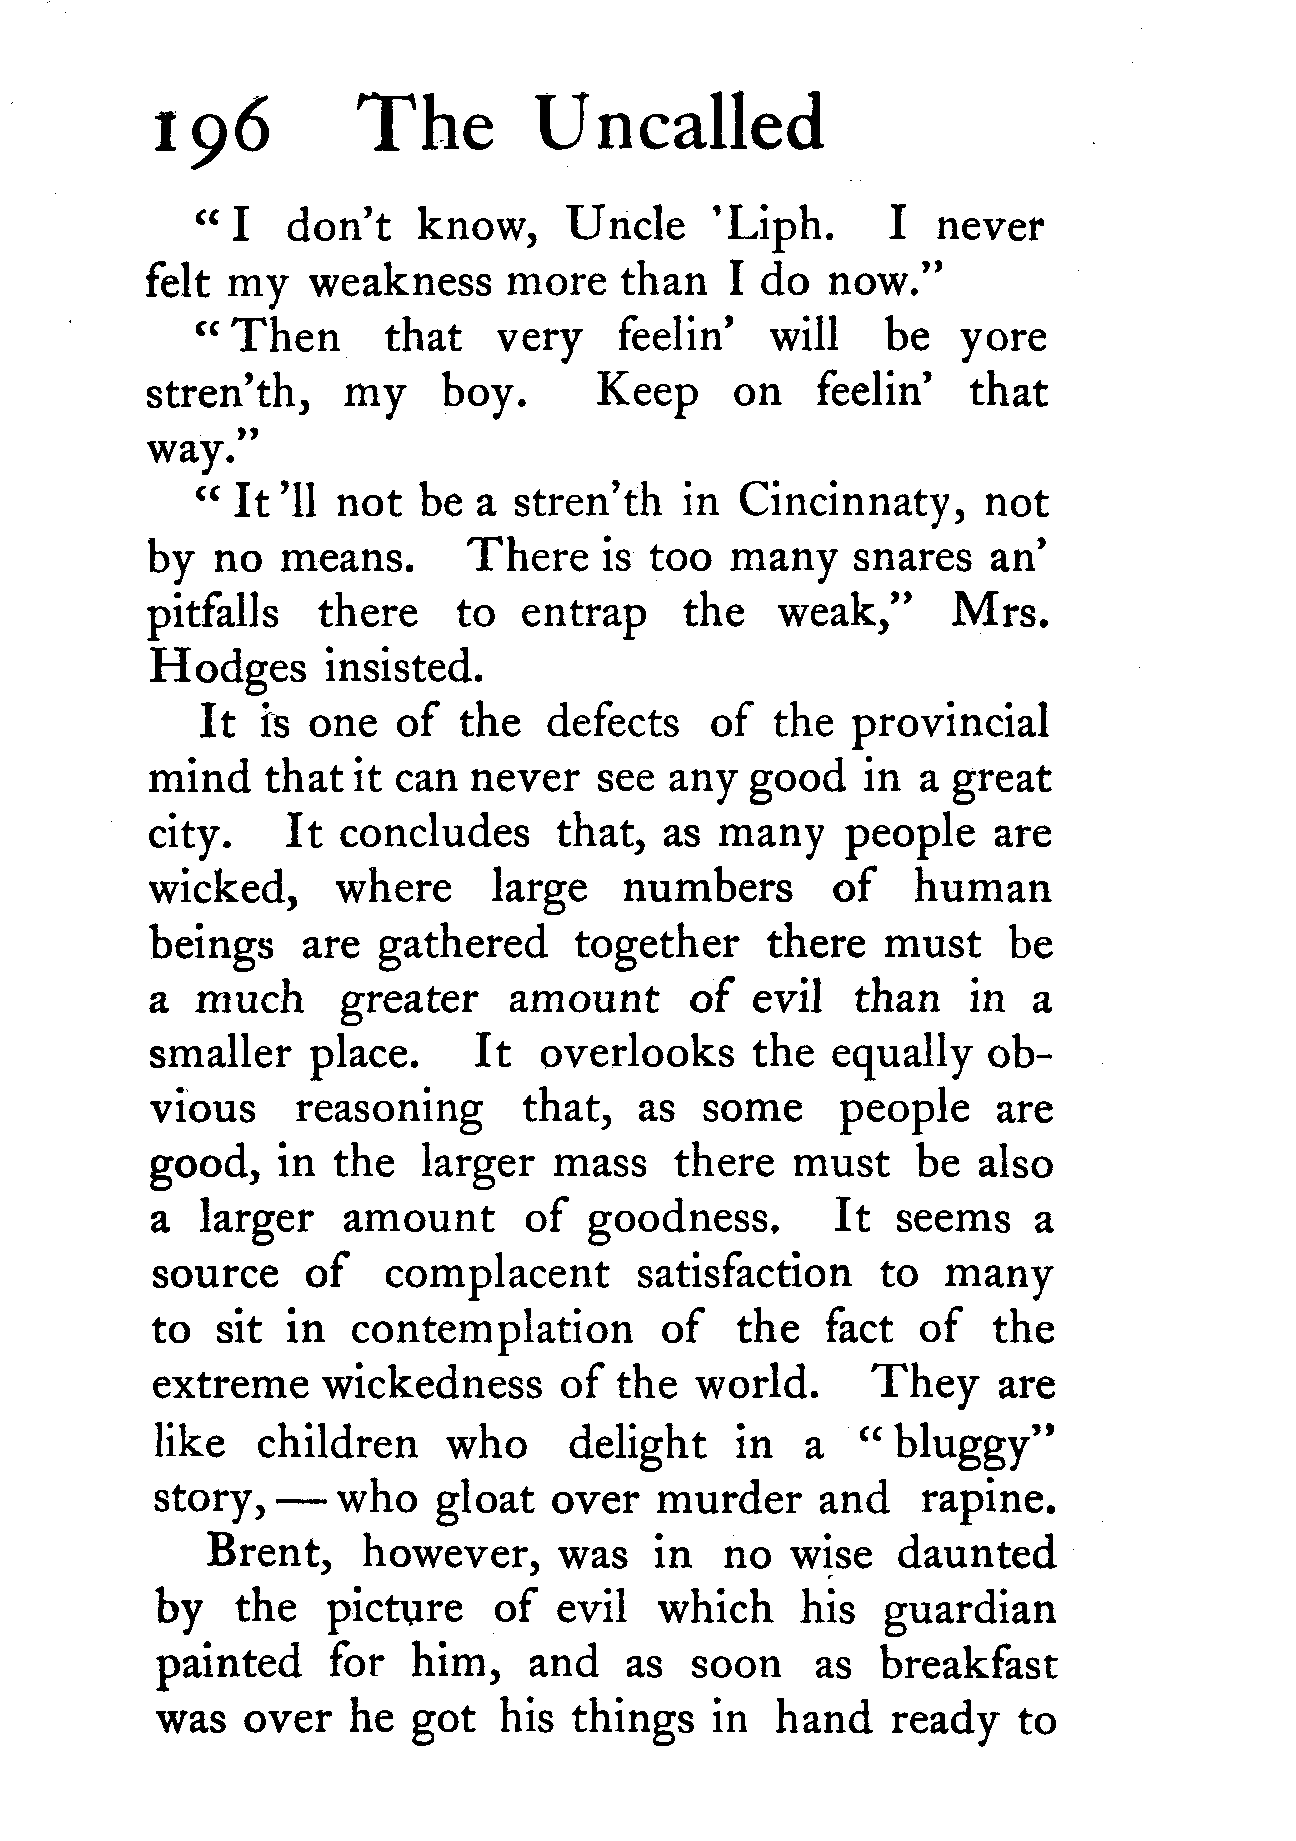 196 The Uncalled
“ I don’t know, Uncle ’Liph. I never
felt my weakness more than I do now.”
“ Then that very feelin’ will be yore
stren’th, my boy. Keep on feelin’ that
way.”
“ It ’ll not be a stren’th in Cincinnaty, not
by no means. There is too many snares an’
pitfalls there to entrap the weak,” Mrs.
Hodges insisted.
It is one of the defects of the provincial
mind that it can never see any good in a great
city. It concludes that, as many people are
wicked, where large numbers of human
beings are gathered together there must be
a much greater amount of evil than in a
smaller place. It overlooks the equally ob-
vious reasoning that, as some people are
good, in the larger mass there must be also
a larger amount of goodness. It seems a
source of complacent satisfaction to many
to sit in contemplation of the fact of the
extreme wickedness of the world. They are
like children who delight in a “ bluggy”
story, — who gloat over murder and rapine.
Brent, however, was in no wise daunted
by the picture of evil which his guardian
painted for him, and as soon as breakfast
was over he got his things in hand ready to